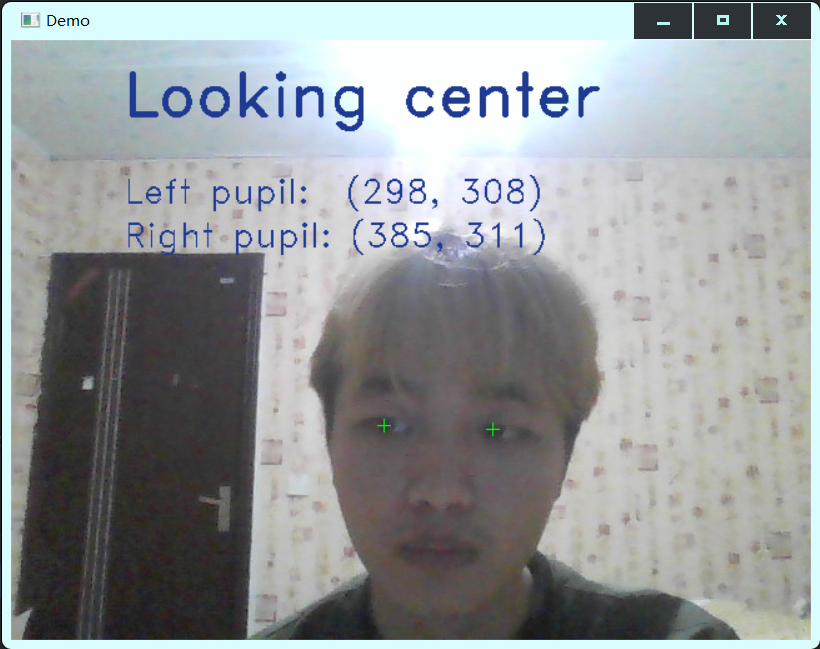 Demo
Looking center
Left pupil: (298, 308)
Right pupil: (385, 311)